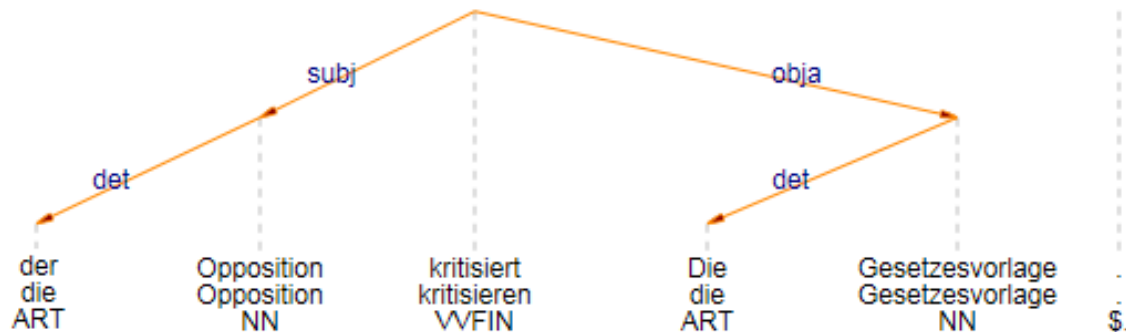 subj obja
det det
der Opposition kritisiert Die Gesetzesvorlage .
die Opposition kritisieren die Gesetzesvorlage .
ART NN VVFIN ART NN $.